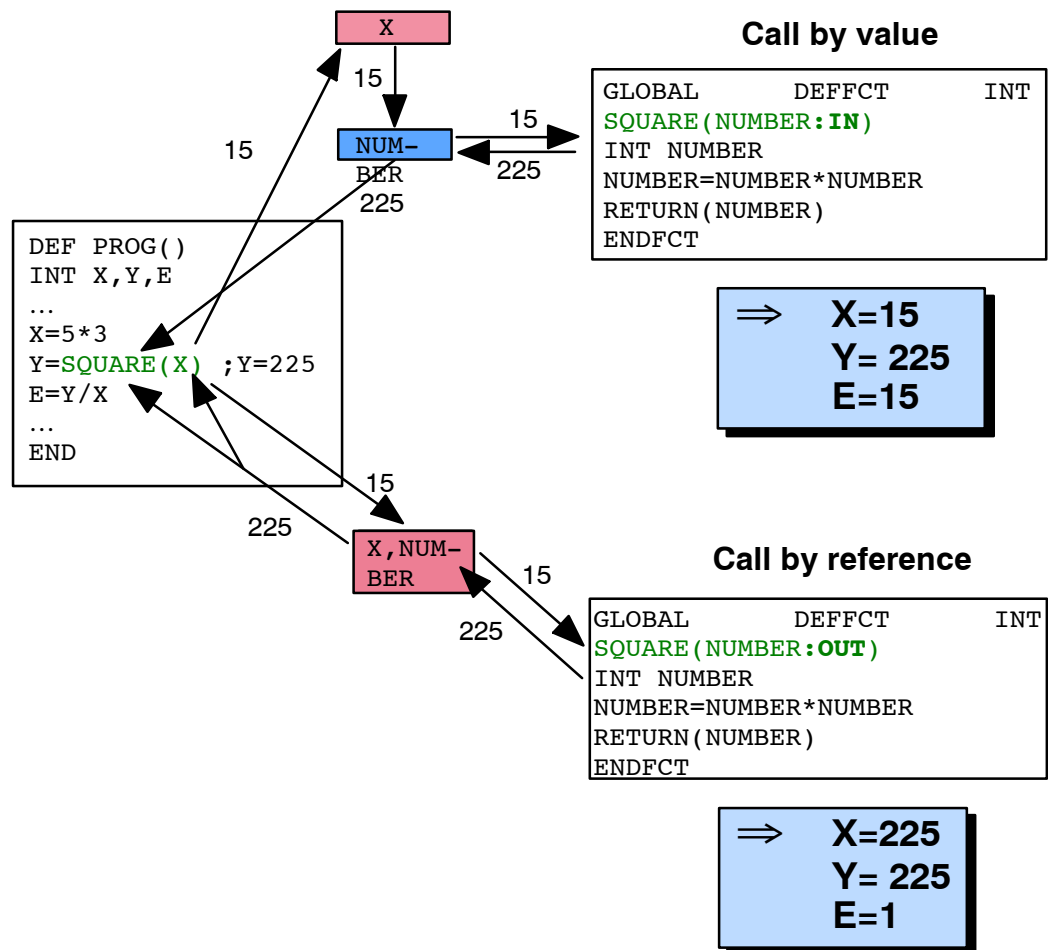 X
Call by value
15
GLOBAL DEFFCT INT
SQUARE(NUMBER:IN)
INT NUMBER
NUMBER=NUMBER*NUMBER
RETURN(NUMBER)
ENDFCT
15
NUM-
BER
15
225
225
DEF PROG()
INT X,Y,E
...
X=5*3
Y=SQUARE(X) ;Y=225
E=Y/X
...
END
⇒ X=15
Y= 225
E=15
15
225
X,NUM-
BER
15
225
Call by reference
GLOBAL DEFFCT INT
SQUARE(NUMBER:OUT)
INT NUMBER
NUMBER=NUMBER*NUMBER
RETURN(NUMBER)
ENDFCT
⇒ X=225
Y= 225
E=1